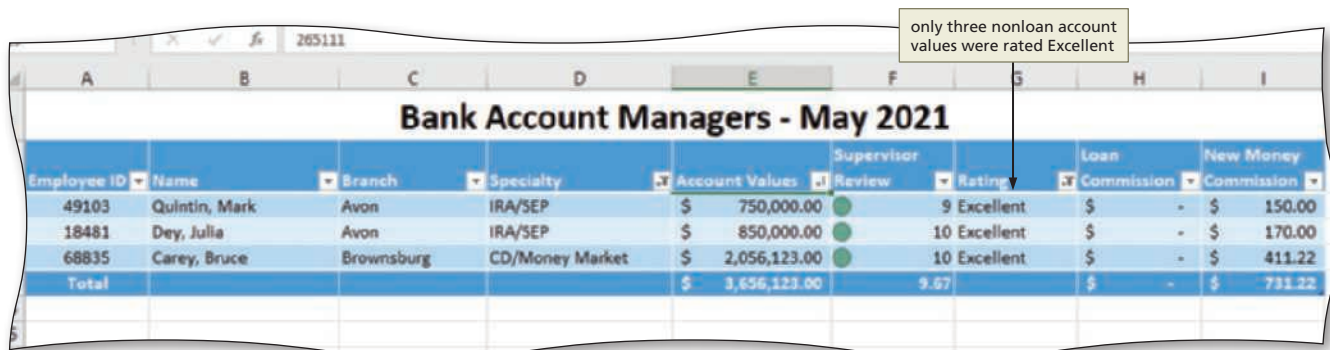 only three nonloan account
values were rated Excellent
fx 265111
A B C D E F G H I
Bank Account Managers - May 2021
Employee ID Name Branch Specialty Account Values Supervisor Review Rating Loan Commission New Money Commission
49103 Quintin, Mark Avon IRA/SEP $ 750,000.00 9 Excellent $ - $ 150.00
18481 Dey, Julia Avon IRA/SEP $ 850,000.00 10 Excellent $ - $ 170.00
68835 Carey, Bruce Brownsburg CD/Money Market $ 2,056,123.00 10 Excellent $ - $ 411.22
Total $ 3,656,123.00 9.67 $ - $ 731.22